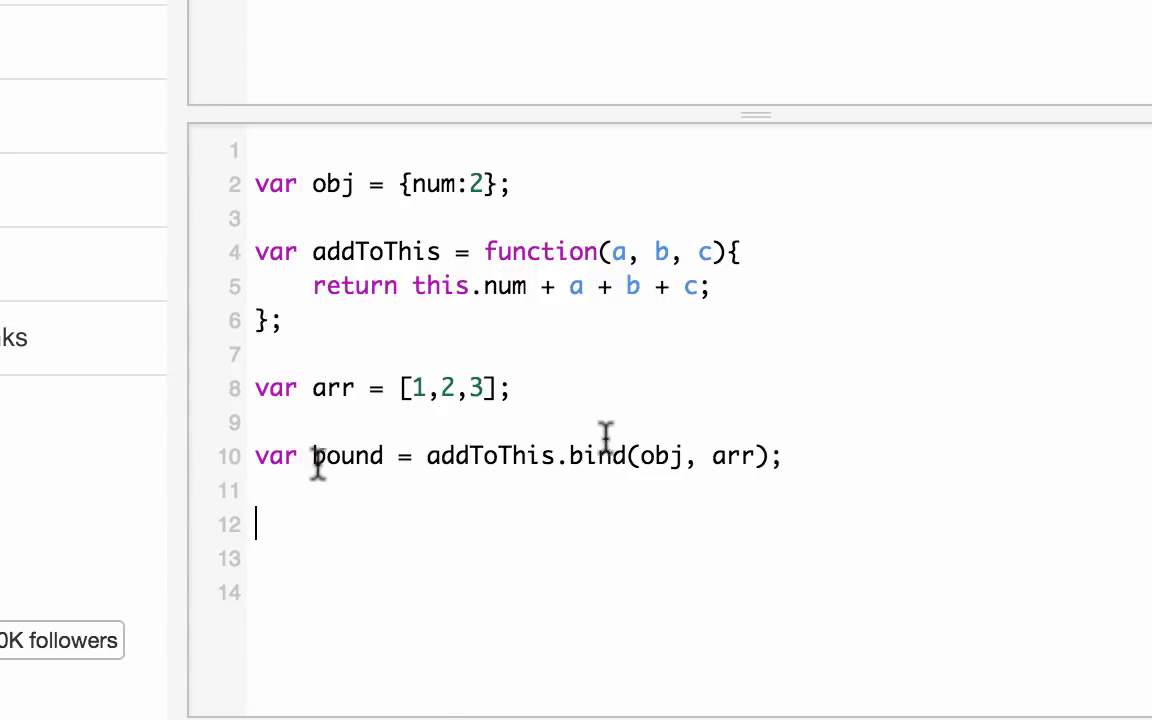 1
2 var obj = {num:2};
3
4 var addToThis = function(a, b, c){
5     return this.num + a + b + c;
6 };
7
8 var arr = [1,2,3];
9
10 var bound = addToThis.bind(obj, arr);
11
12
13
14
0K followers